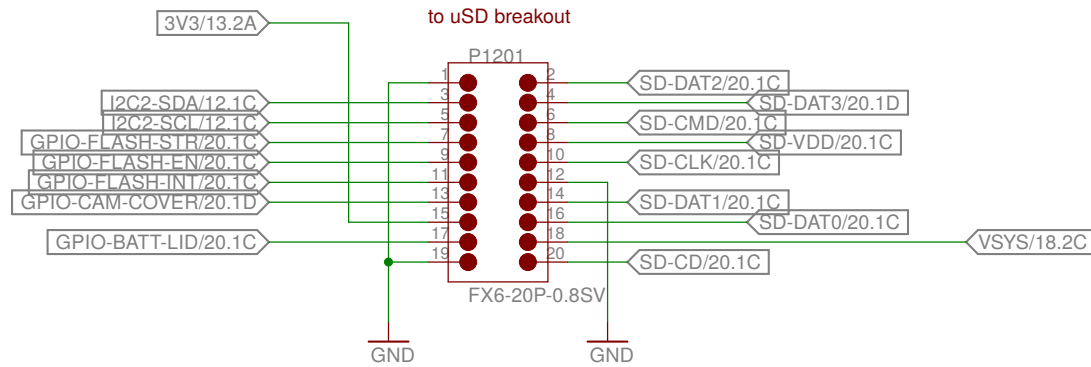 to uSD breakout
3V3/13.2A
P1201
1
2
SD-DAT2/20.1C
I2C2-SDA/12.1C
3
4
SD-DAT3/20.1D
I2C2-SCL/12.1C
5
6
SD-CMD/20.1C
GPIO-FLASH-STR/20.1C
7
8
SD-VDD/20.1C
GPIO-FLASH-EN/20.1C
9
10
SD-CLK/20.1C
GPIO-FLASH-INT/20.1C
11
12
GPIO-CAM-COVER/20.1D
13
14
SD-DAT1/20.1C
15
16
SD-DAT0/20.1C
GPIO-BATT-LID/20.1C
17
18
VSYS/18.2C
19
20
SD-CD/20.1C
FX6-20P-0.8SV
GND
GND